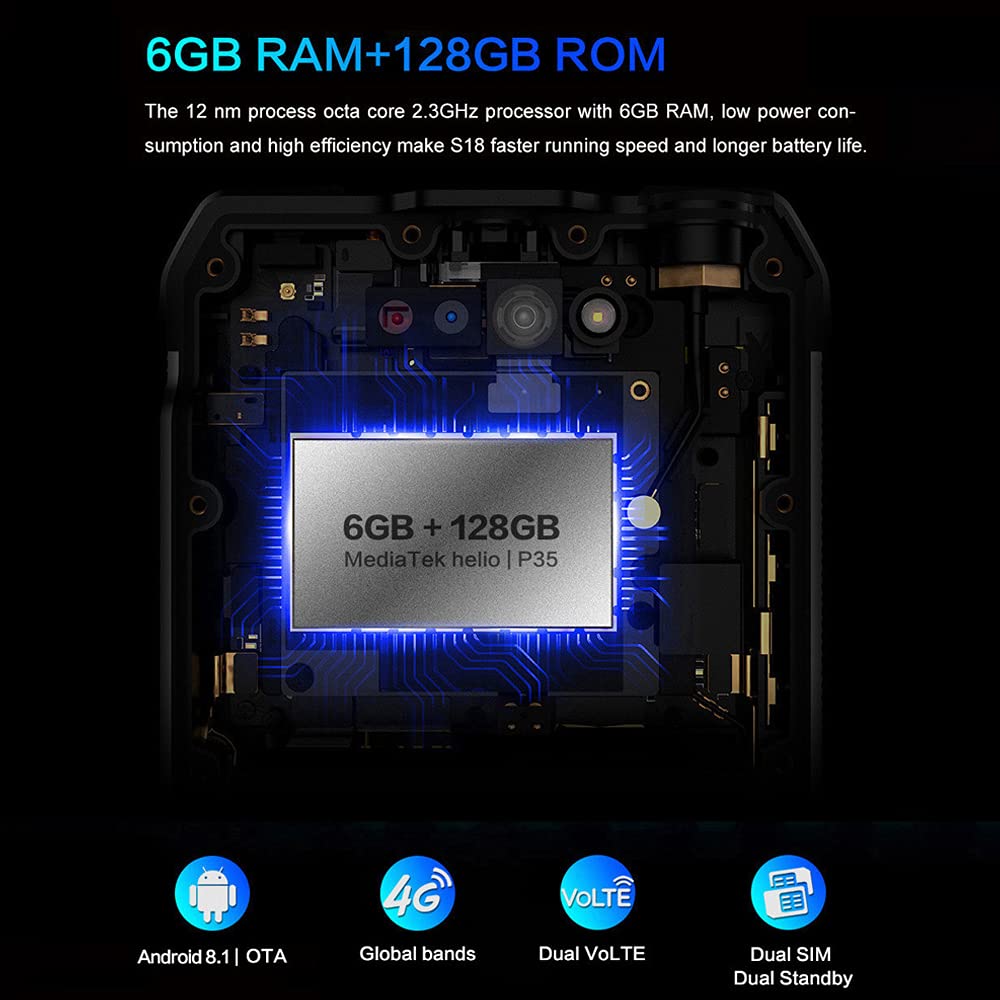 6GB RAM+128GB ROM
The 12 nm process octa core 2.3GHz processor with 6GB RAM, low power con-
sumption and high efficiency make S18 faster running speed and longer battery life.
6GB + 128GB
MediaTek helio | P35
4G
VoLTE
Android 8.1 | OTA
Global bands
Dual VoLTE
Dual SIM
Dual Standby